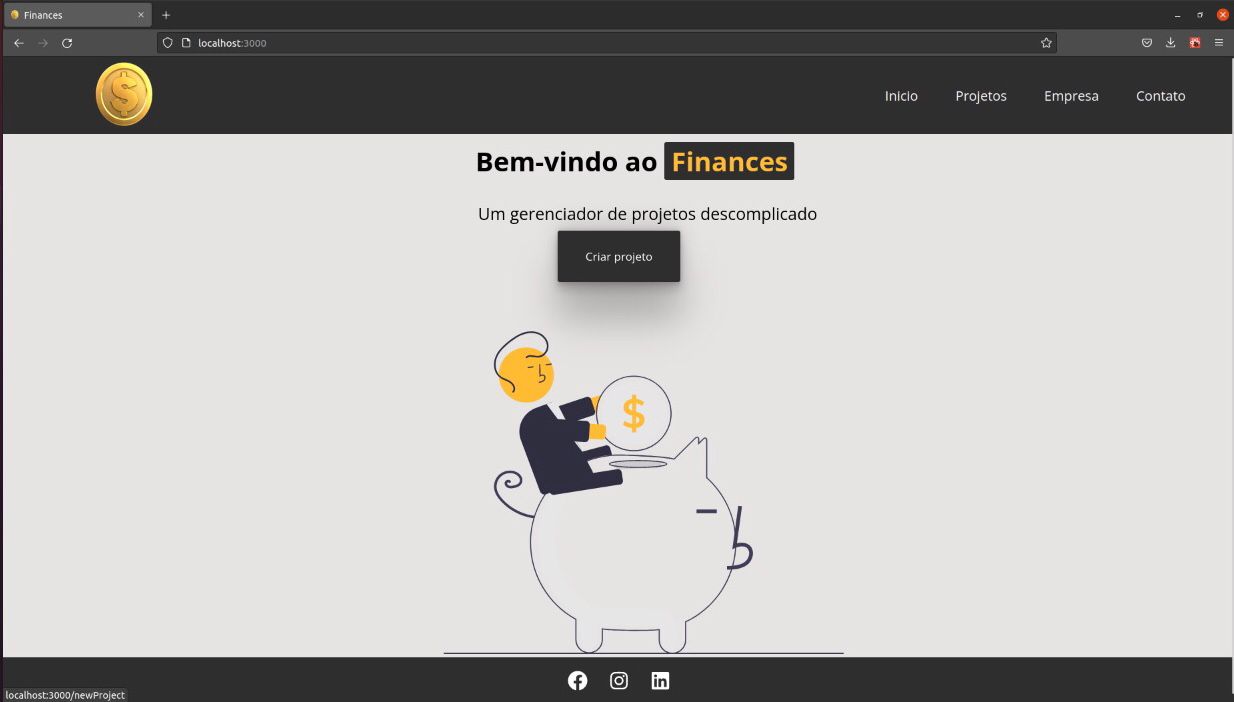 Finances
localhost:3000
$
Inicio
Projetos
Empresa
Contato
Bem-vindo ao Finances
Um gerenciador de projetos descomplicado
Criar projeto
$
localhost:3000/newProject